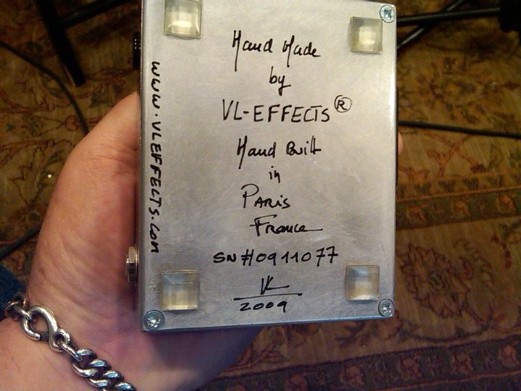 Hand Made
by
VL-EFFECTS®
Hand Built
in
PARIS
France
SN#0911077
VL
2009
www.VLEFFECTS.com